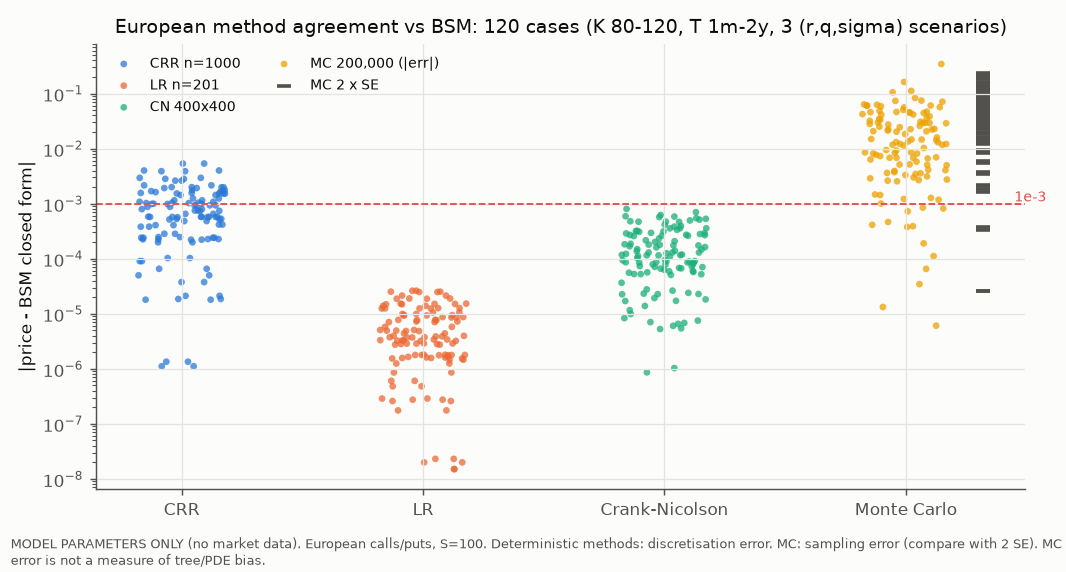 European method agreement vs BSM: 120 cases (K 80-120, T 1m-2y, 3 (r,q,sigma) scenarios)
CRR n=1000
LR n=201
CN 400x400
MC 200,000 (|err|)
MC 2 x SE
|price - BSM closed form|
10⁻¹
10⁻²
10⁻³
10⁻⁴
10⁻⁵
10⁻⁶
10⁻⁷
10⁻⁸
1e-3
CRR
LR
Crank-Nicolson
Monte Carlo
MODEL PARAMETERS ONLY (no market data). European calls/puts, S=100. Deterministic methods: discretisation error. MC: sampling error (compare with 2 SE). MC
error is not a measure of tree/PDE bias.